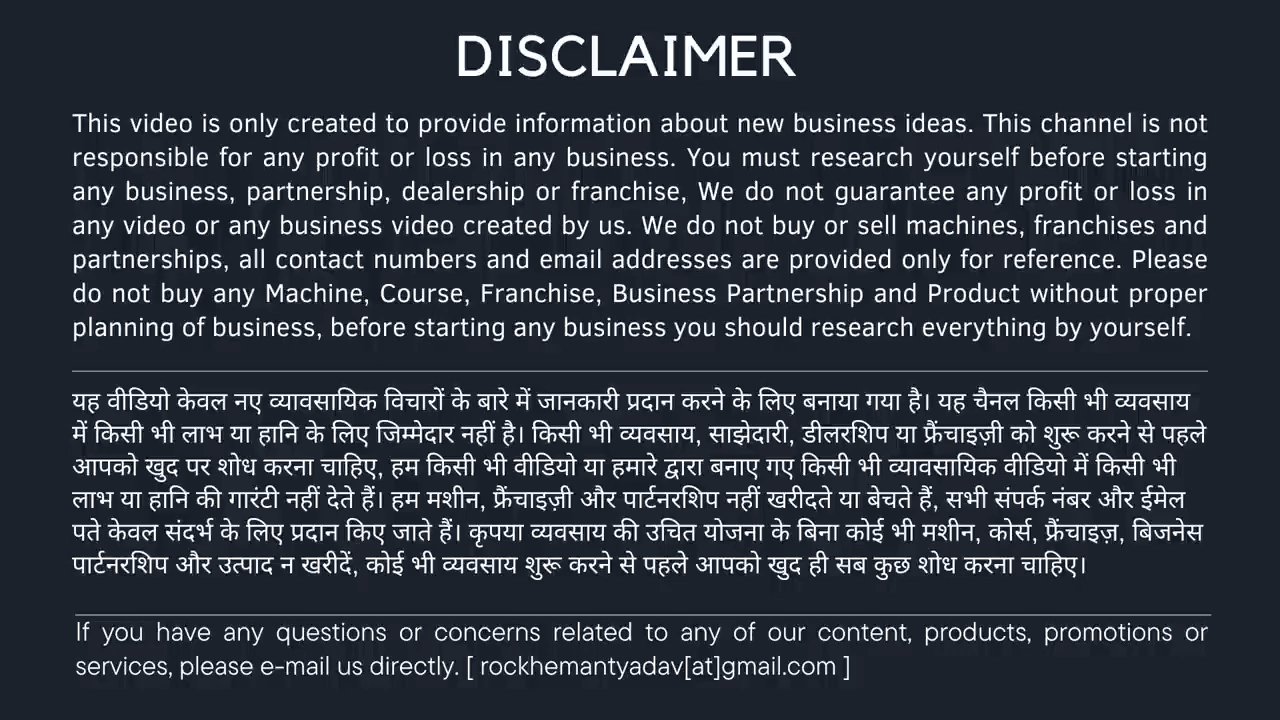 DISCLAIMER
This video is only created to provide information about new business ideas. This channel is not
responsible for any profit or loss in any business. You must research yourself before starting
any business, partnership, dealership or franchise, We do not guarantee any profit or loss in
any video or any business video created by us. We do not buy or sell machines, franchises and
partnerships, all contact numbers and email addresses are provided only for reference. Please
do not buy any Machine, Course, Franchise, Business Partnership and Product without proper
planning of business, before starting any business you should research everything by yourself.
यह वीडियो केवल नए व्यावसायिक विचारों के बारे में जानकारी प्रदान करने के लिए बनाया गया है। यह चैनल किसी भी व्यवसाय
में किसी भी लाभ या हानि के लिए जिम्मेदार नहीं है। किसी भी व्यवसाय, साझेदारी, डीलरशिप या फ्रैंचाइज़ी को शुरू करने से पहले
आपको खुद पर शोध करना चाहिए, हम किसी भी वीडियो या हमारे द्वारा बनाए गए किसी भी व्यावसायिक वीडियो में किसी भी
लाभ या हानि की गारंटी नहीं देते हैं। हम मशीन, फ्रैंचाइज़ी और पार्टनरशिप नहीं खरीदते या बेचते हैं, सभी संपर्क नंबर और ईमेल
पते केवल संदर्भ के लिए प्रदान किए जाते हैं। कृपया व्यवसाय की उचित योजना के बिना कोई भी मशीन, कोर्स, फ्रैंचाइज़, बिजनेस
पार्टनरशिप और उत्पाद न खरीदें, कोई भी व्यवसाय शुरू करने से पहले आपको खुद ही सब कुछ शोध करना चाहिए।
If you have any questions or concerns related to any of our content, products, promotions or
services, please e-mail us directly. [ rockhemantyadav[at]gmail.com ]